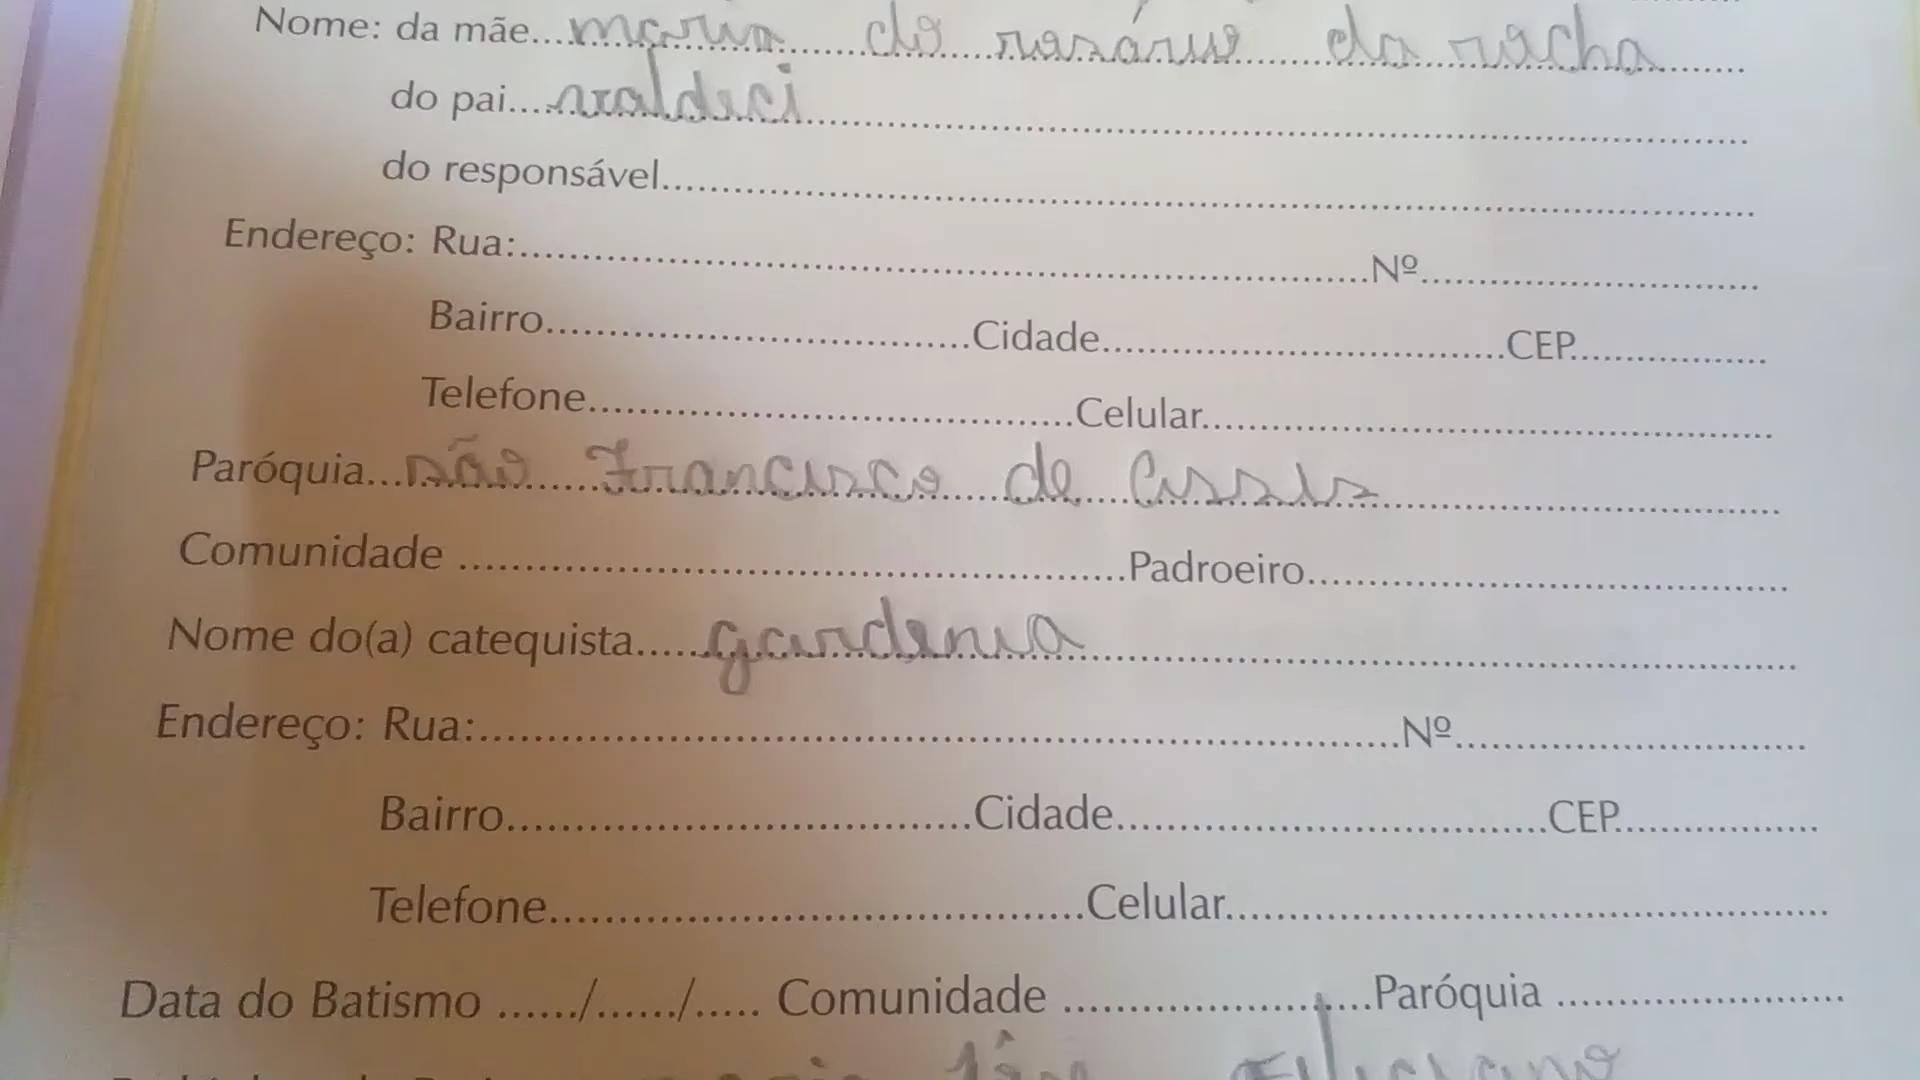 Nome: da mãe...maria do rosário da rocha
do pai....valdeci
do responsável
Endereço: Rua: Nº
Bairro Cidade CEP
Telefone Celular
Paróquia...são Francisco de Assis
Comunidade Padroeiro
Nome do(a) catequista.....gardenia
Endereço: Rua: Nº
Bairro Cidade CEP
Telefone Celular
Data do Batismo ....../....../..... Comunidade Paróquia